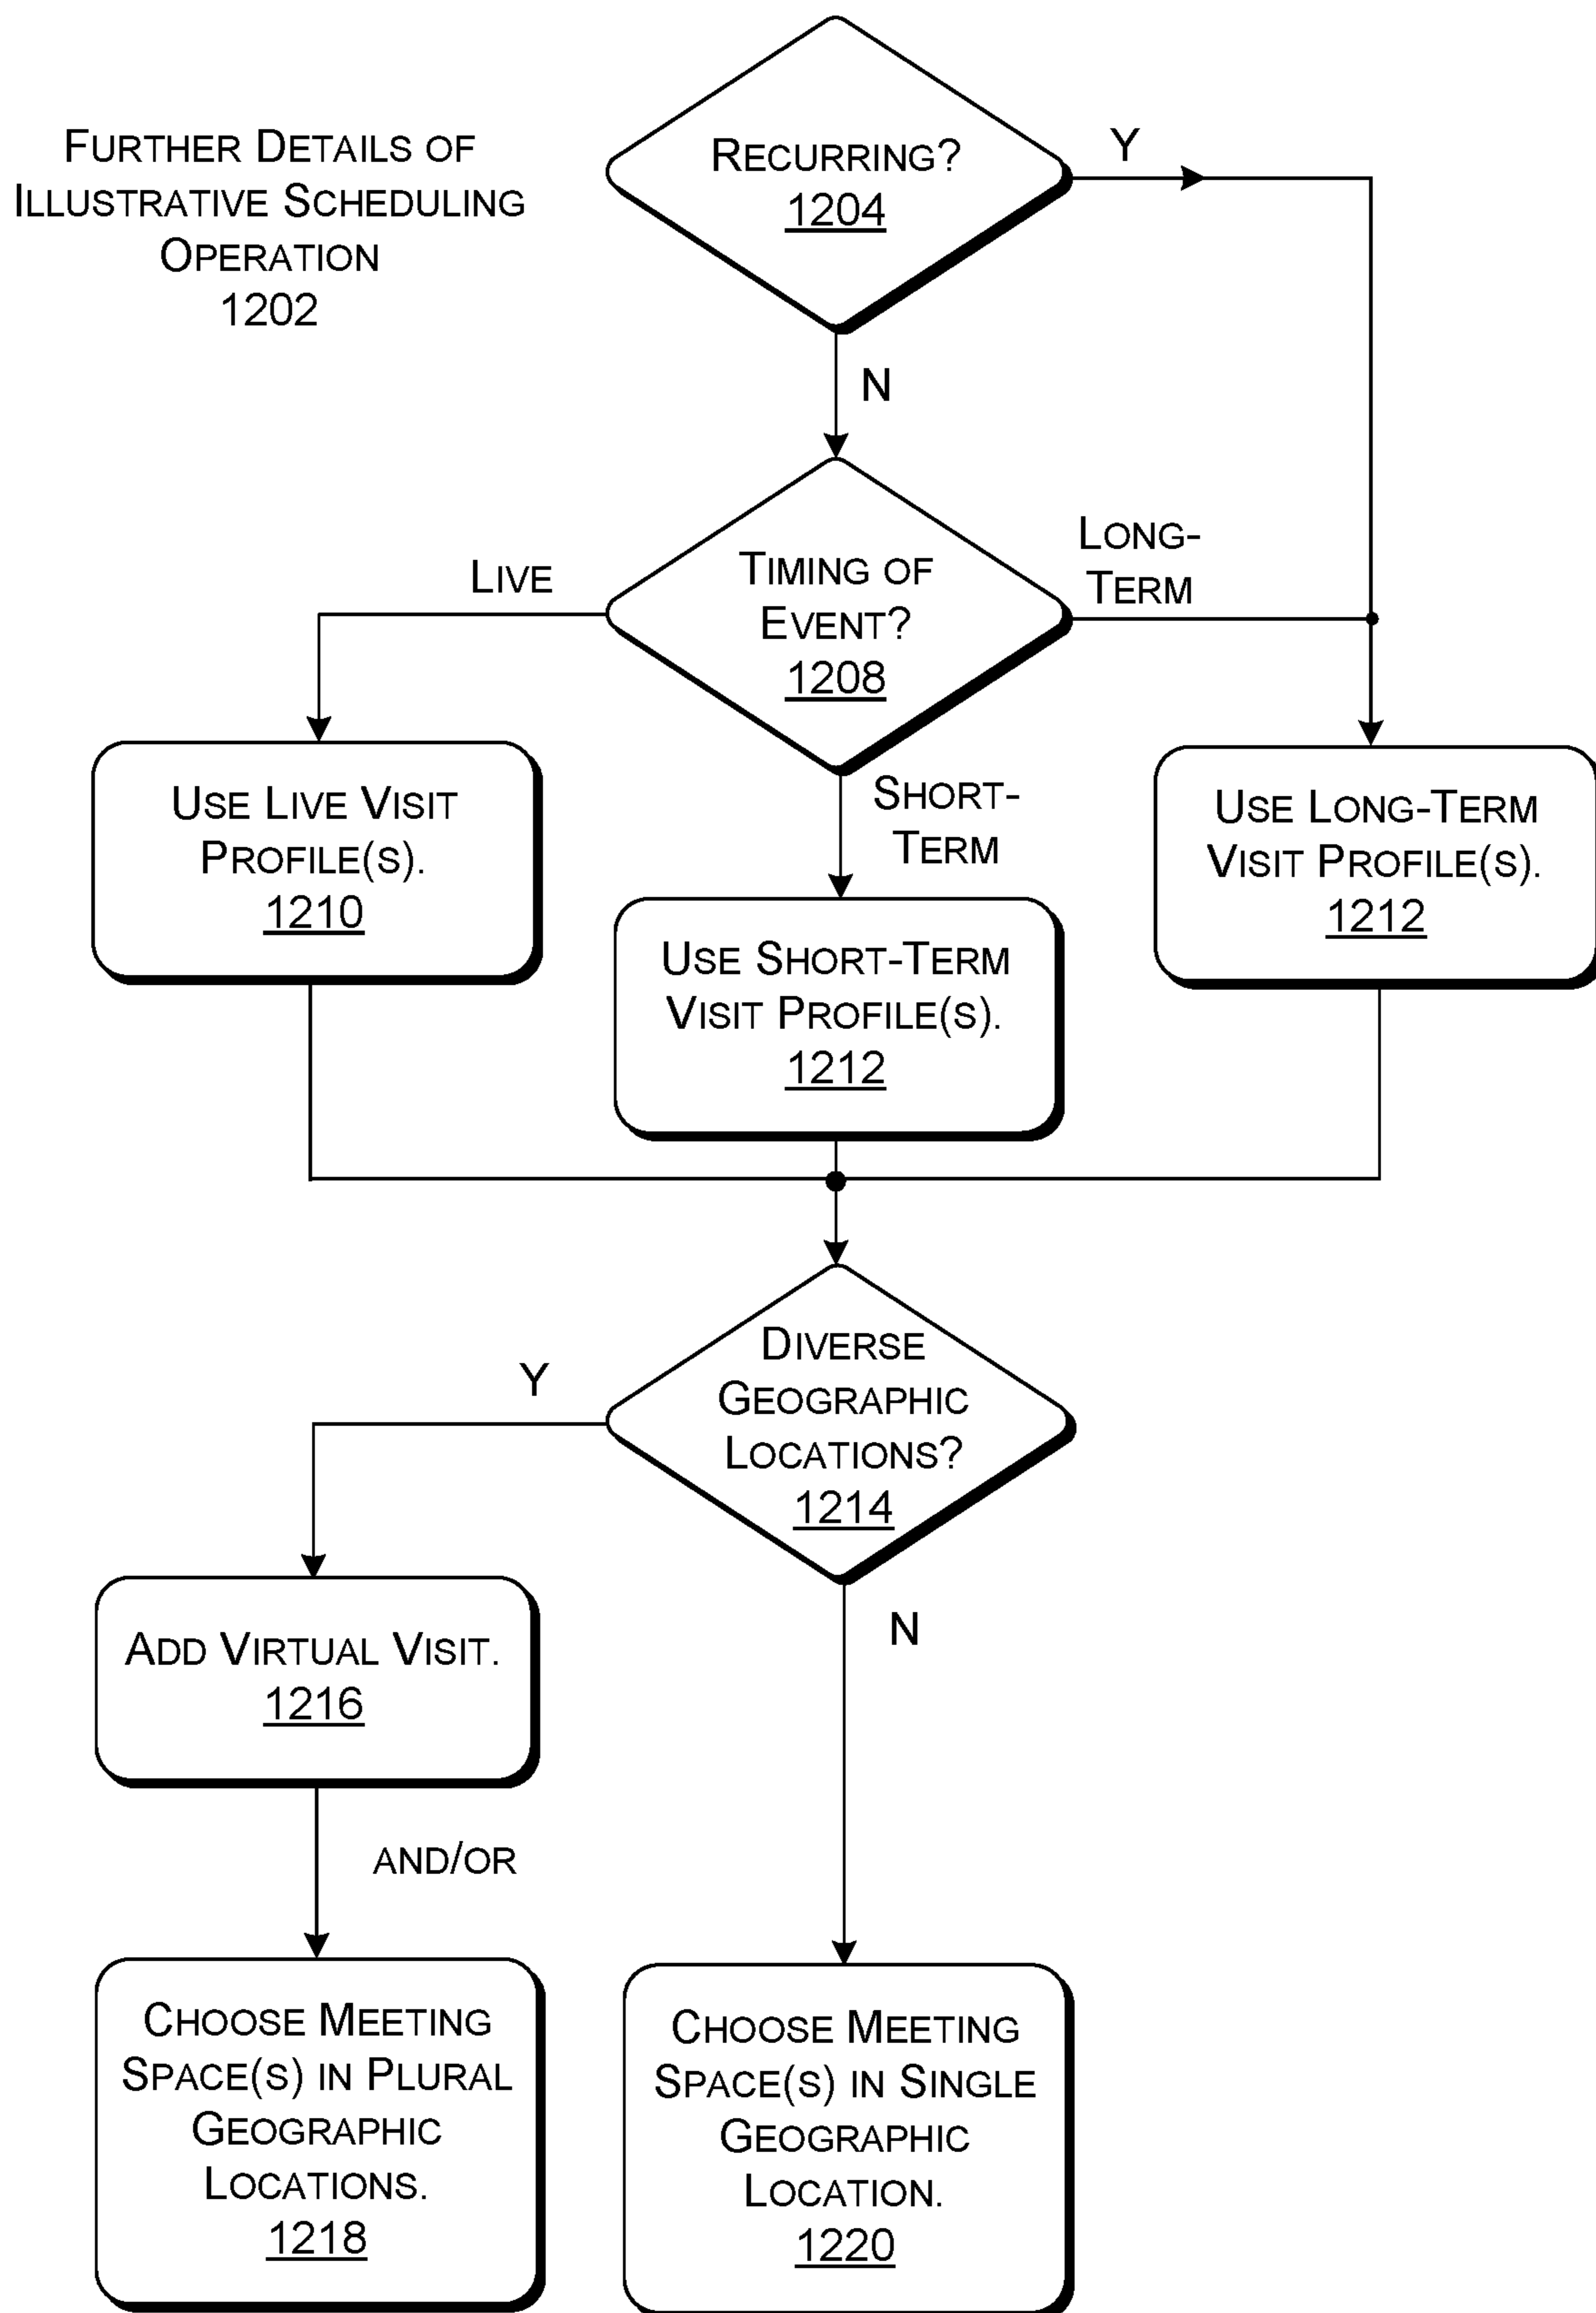 FURTHER DETAILS OF
ILLUSTRATIVE SCHEDULING
OPERATION
1202
RECURRING?
1204
Y
N
TIMING OF
EVENT?
1208
LIVE
LONG-
TERM
SHORT-
TERM
USE LIVE VISIT
PROFILE(S).
1210
USE SHORT-TERM
VISIT PROFILE(S).
1212
USE LONG-TERM
VISIT PROFILE(S).
1212
DIVERSE
GEOGRAPHIC
LOCATIONS?
1214
Y
N
ADD VIRTUAL VISIT.
1216
AND/OR
CHOOSE MEETING
SPACE(S) IN PLURAL
GEOGRAPHIC
LOCATIONS.
1218
CHOOSE MEETING
SPACE(S) IN SINGLE
GEOGRAPHIC
LOCATION.
1220